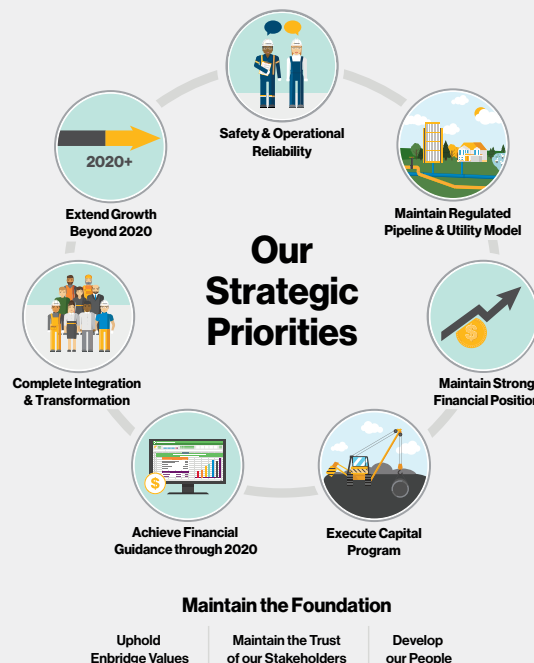 Safety & Operational
Reliability
2020+
Extend Growth
Beyond 2020
Maintain Regulated
Pipeline & Utility Model
Our
Strategic
Priorities
Complete Integration
& Transformation
Maintain Strong
Financial Position
$
$
Achieve Financial
Guidance through 2020
Execute Capital
Program
Maintain the Foundation
Uphold
Enbridge Values
Maintain the Trust
of our Stakeholders
Develop
our People